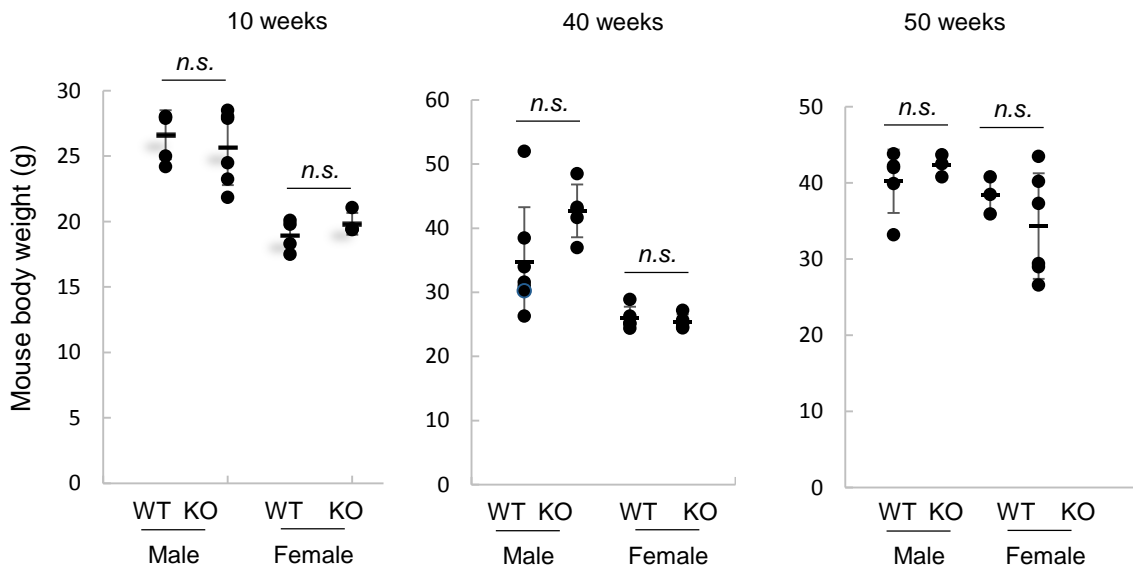 10 weeks
40 weeks
50 weeks
Mouse body weight (g)
30
25
20
15
10
5
0
n.s.
n.s.
WT KO
WT KO
Male
Female
60
50
40
30
20
10
0
n.s.
n.s.
WT KO
WT KO
Male
Female
50
40
30
20
10
0
n.s.
n.s.
WT KO
WT KO
Male
Female